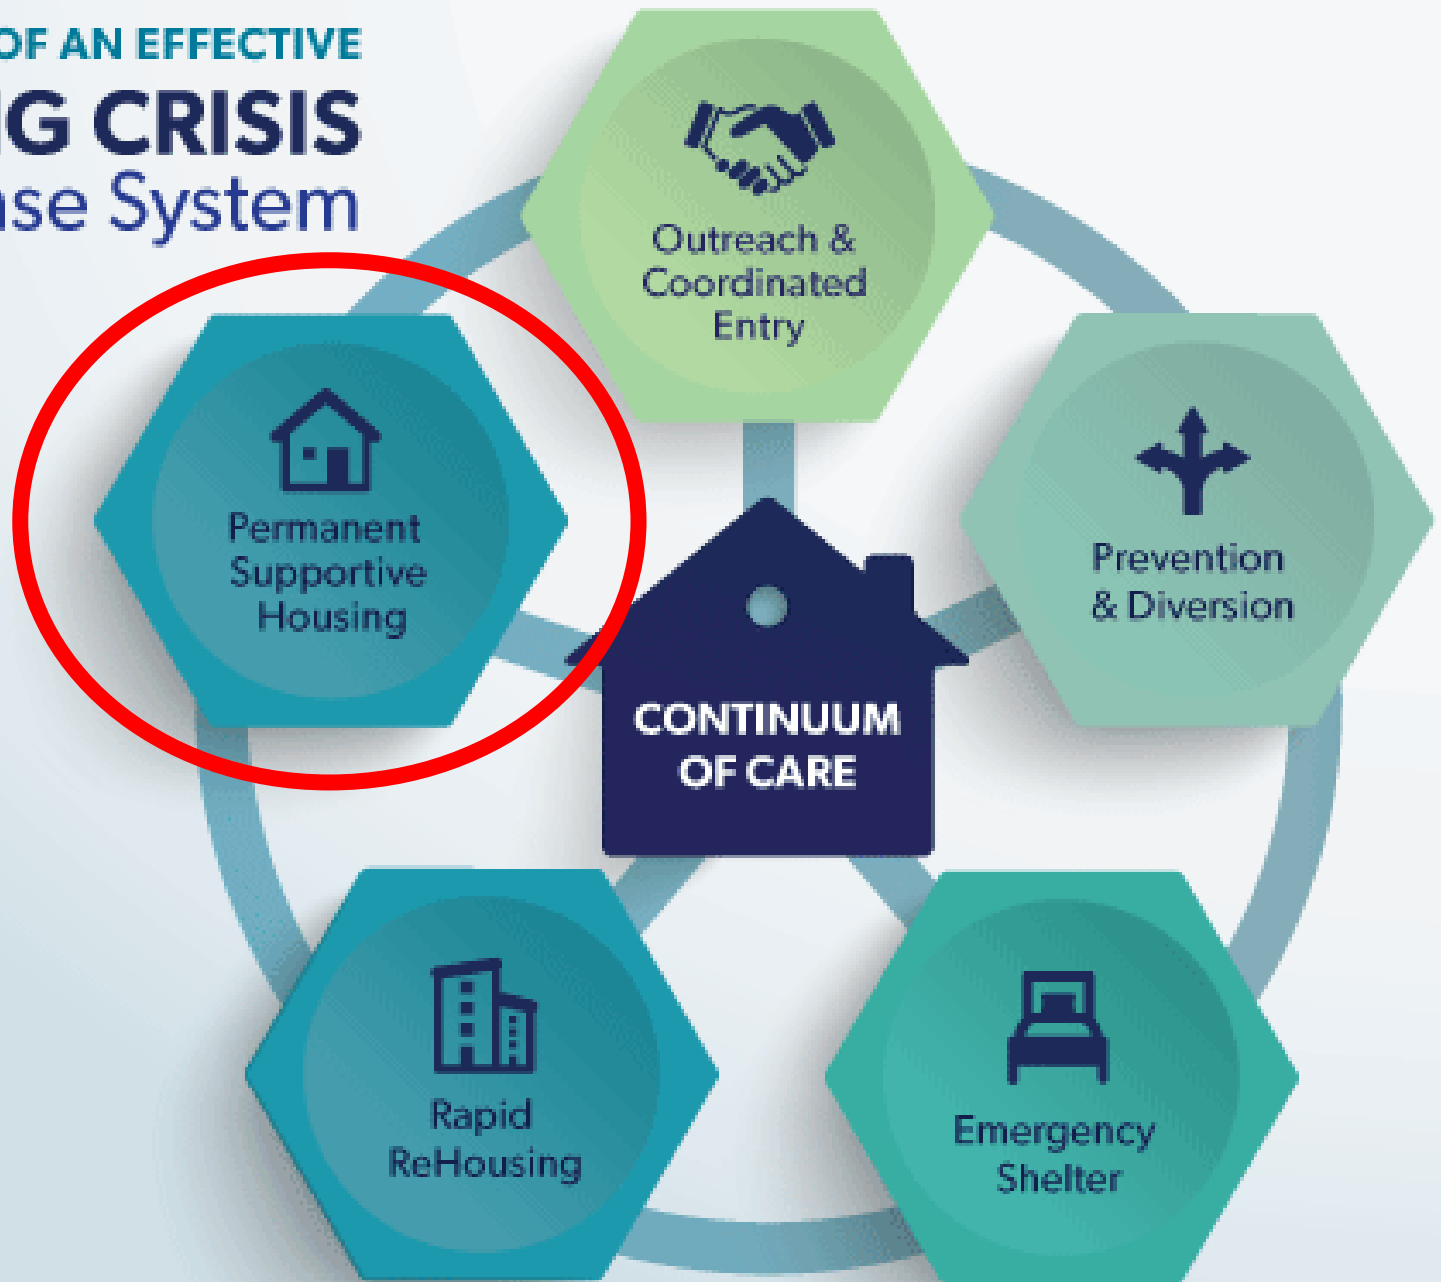 OF AN EFFECTIVE
G CRISIS
nse System
Outreach &
Coordinated
Entry
Permanent
Supportive
Housing
Prevention
& Diversion
CONTINUUM
OF CARE
Rapid
ReHousing
Emergency
Shelter